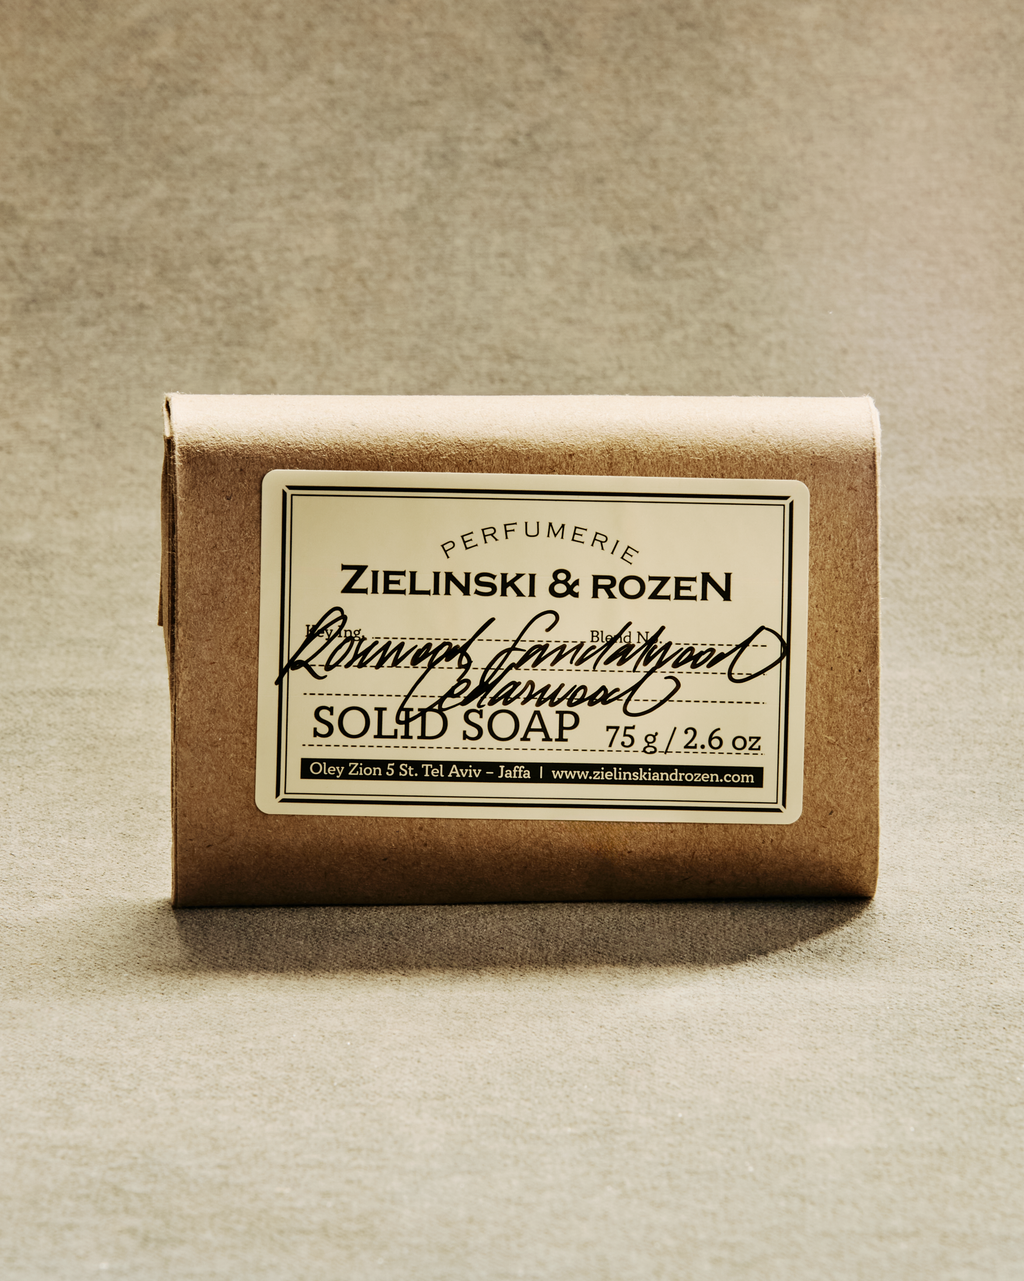 PERFUMERIE
ZIELINSKI & ROZEN
Key Ing. Blend No.
Rosewood Sandalwood
Cedarwood
SOLID SOAP 75 g / 2.6 oz
Oley Zion 5 St. Tel Aviv – Jaffa | www.zielinskiandrozen.com